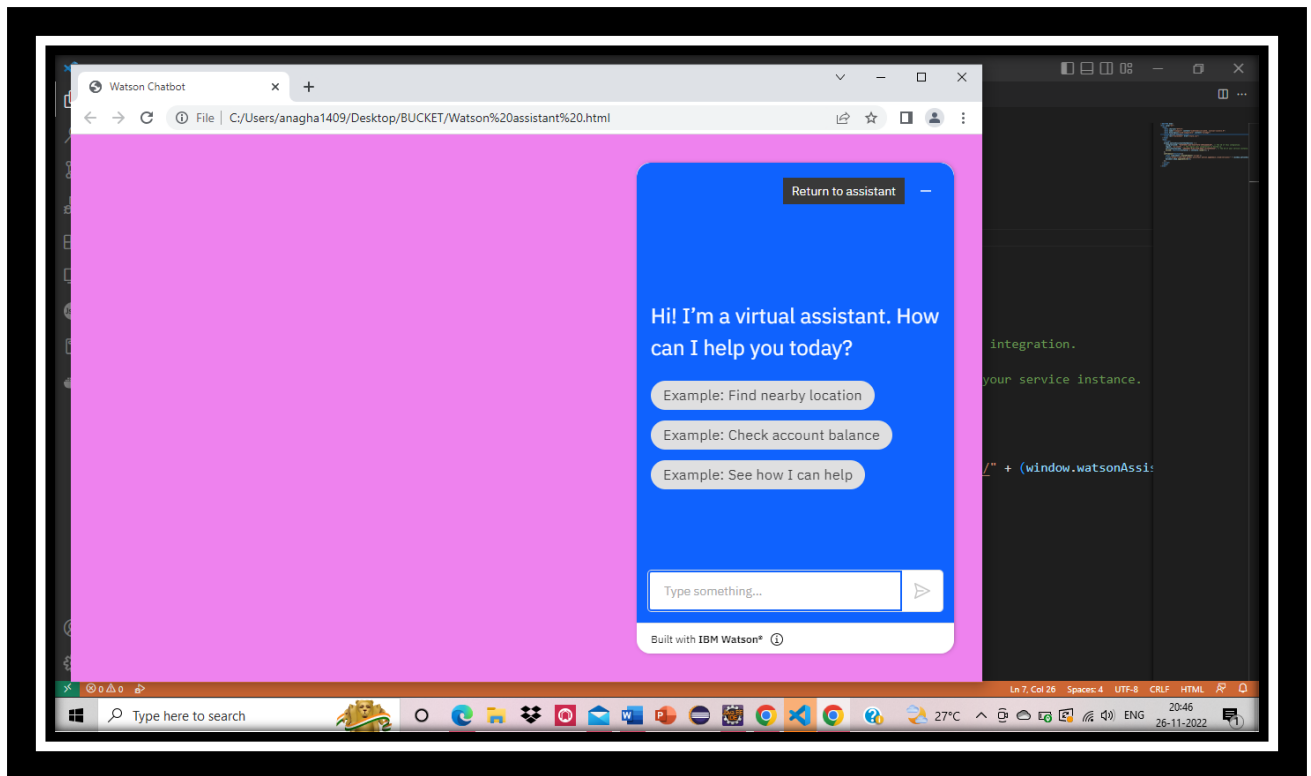 Watson Chatbot
File
C:/Users/anagha1409/Desktop/BUCKET/Watson%20assistant%20.html
Return to assistant
Hi! I'm a virtual assistant. How
can I help you today?
Example: Find nearby location
Example: Check account balance
Example: See how I can help
Type something...
Built with IBM Watson®
integration.
your service instance.
/" + (window.watsonAssis
0 0
Ln 7, Col 26 Spaces: 4 UTF-8 CRLF HTML
Type here to search
27°C
ENG
20:46
26-11-2022
1